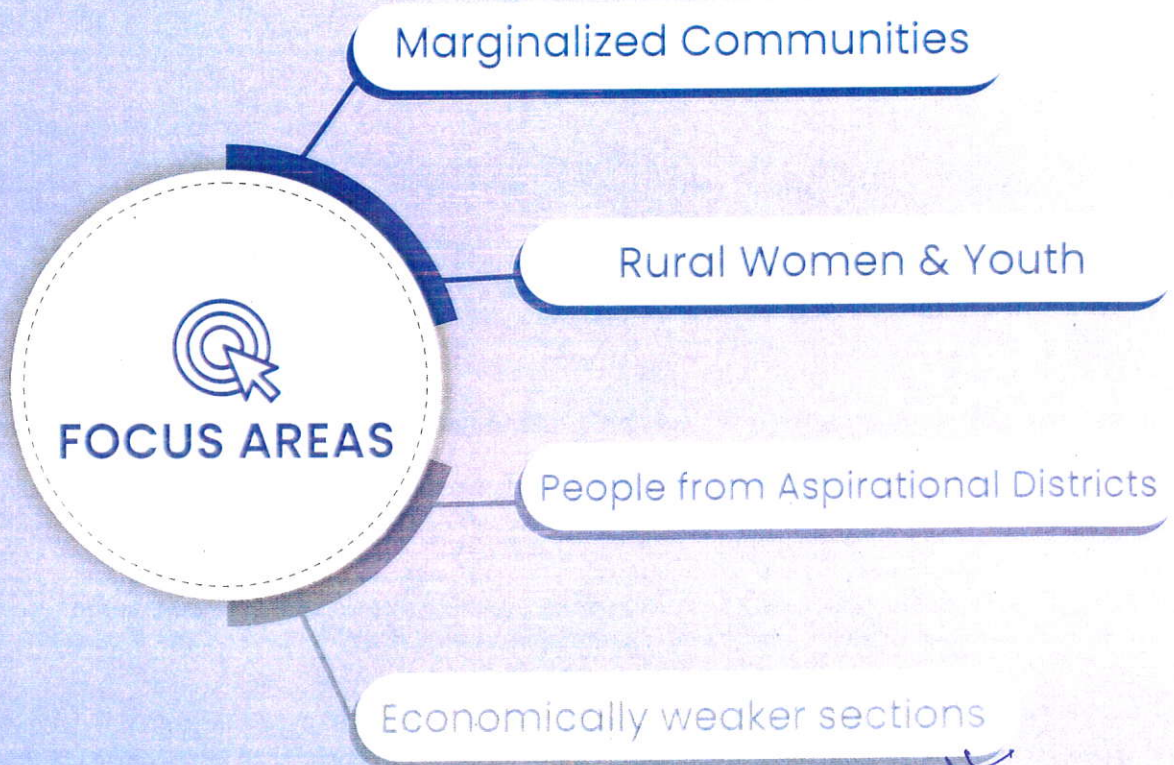 Marginalized Communities
Rural Women & Youth
FOCUS AREAS
People from Aspirational Districts
Economically weaker sections